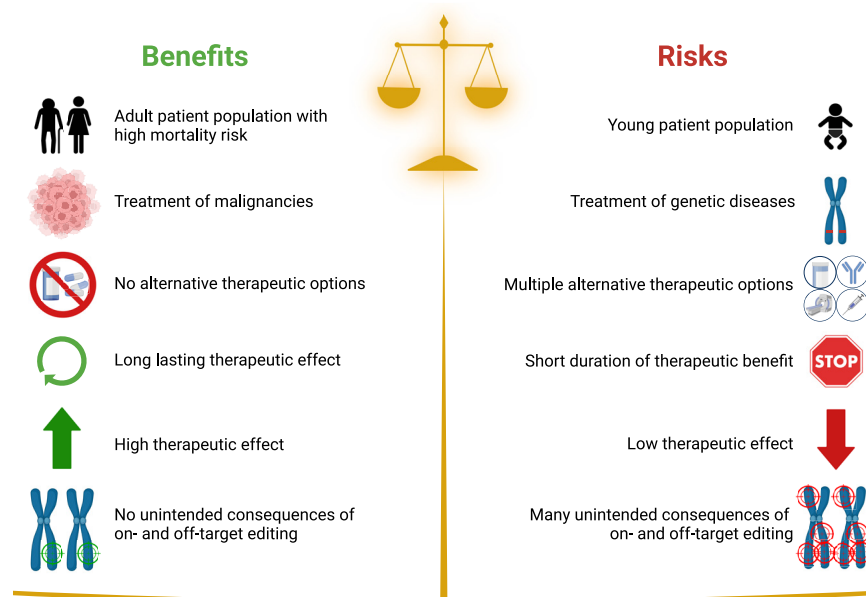 Benefits
Risks
Adult patient population with
high mortality risk
Young patient population
Treatment of malignancies
Treatment of genetic diseases
No alternative therapeutic options
Multiple alternative therapeutic options
Long lasting therapeutic effect
Short duration of therapeutic benefit
STOP
High therapeutic effect
Low therapeutic effect
No unintended consequences of
on- and off-target editing
Many unintended consequences of
on- and off-target editing